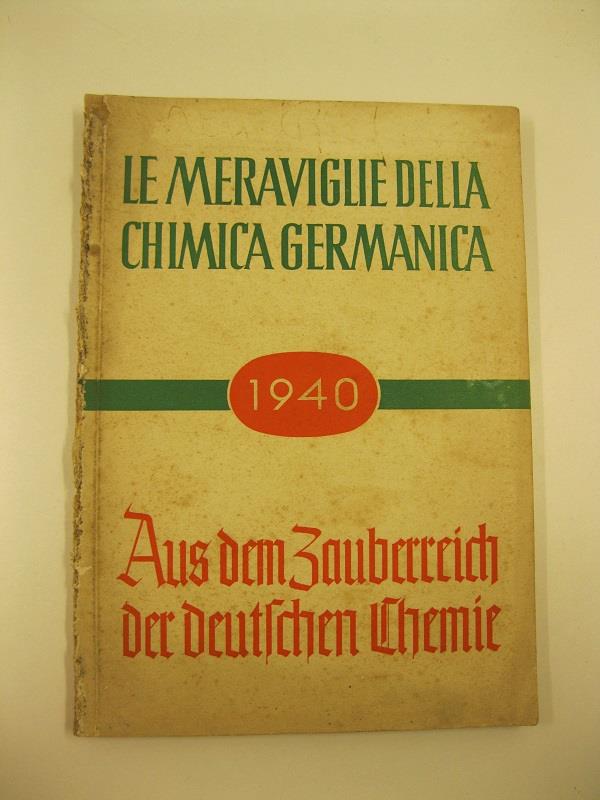 LE MERAVIGLIE DELLA
CHIMICA GERMANICA
1940
Aus dem Zauberreich
der deutſchen Chemie